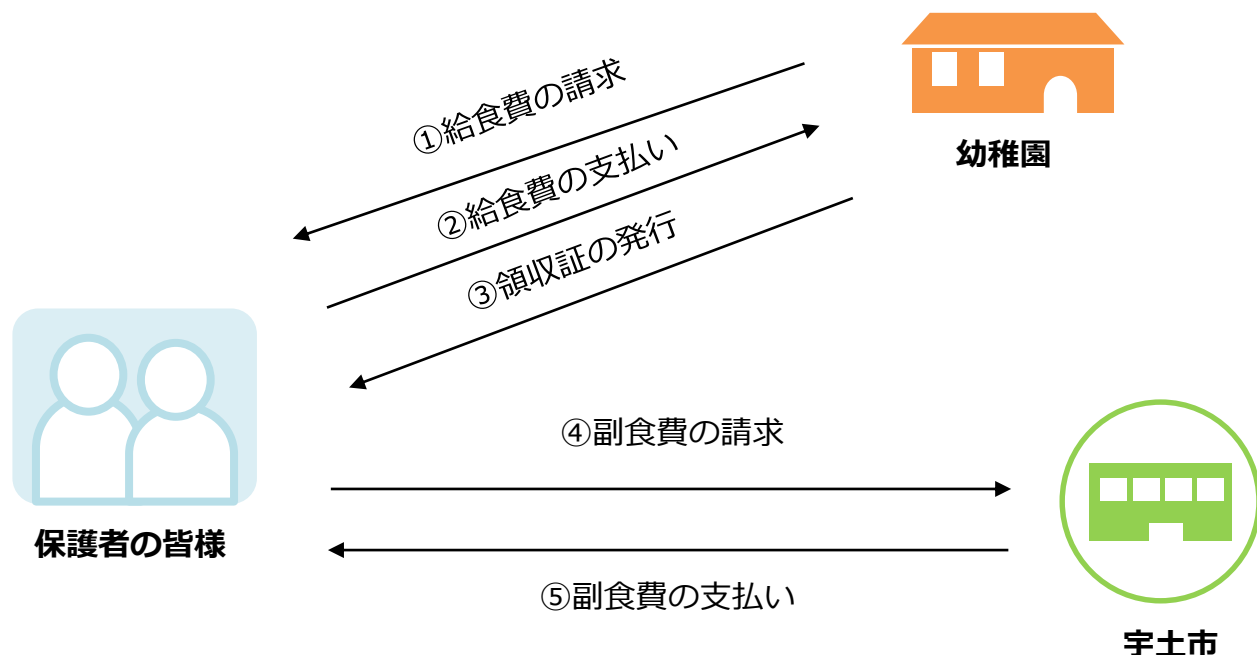 ①給食費の請求
幼稚園
②給食費の支払い
③領収証の発行
④副食費の請求
保護者の皆様
⑤副食費の支払い
宇土市